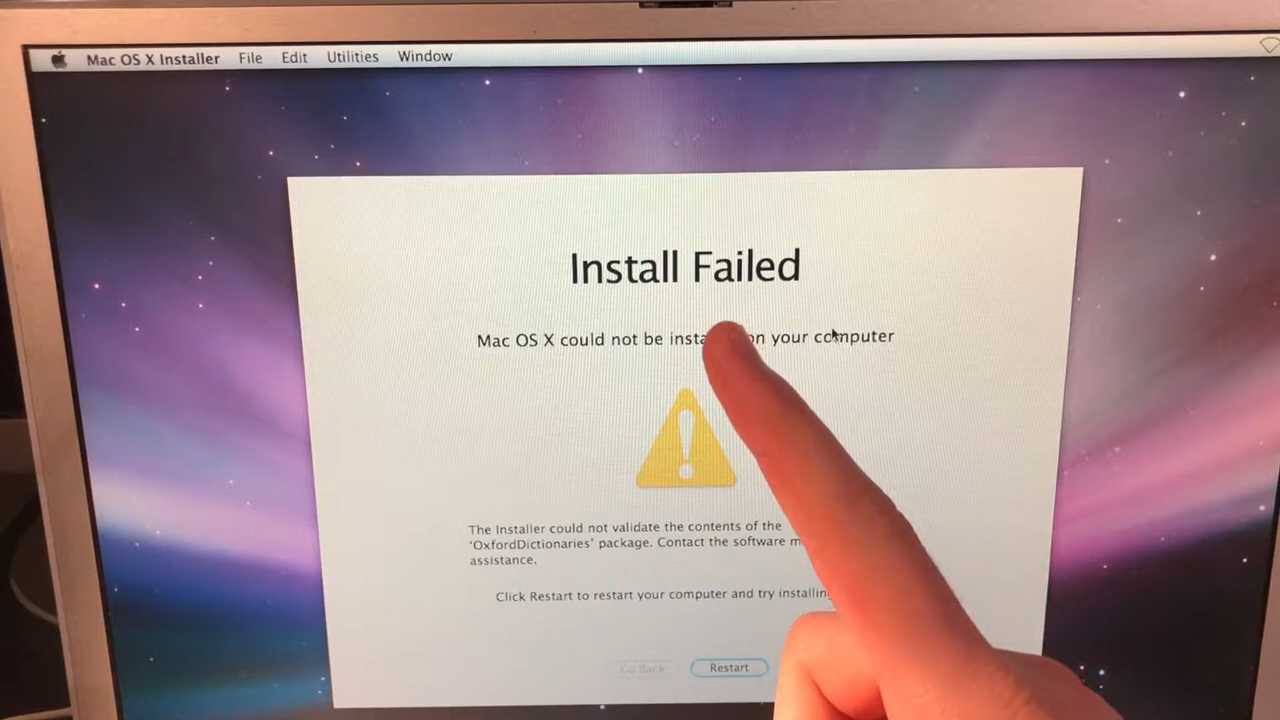 Mac OS X Installer File Edit Utilities Window
Install Failed
Mac OS X could not be on your computer
The Installer could not validate the contents of the
'OxfordDictionaries' package. Contact the software
assistance.
Click Restart to restart your computer and try
Go Back Restart